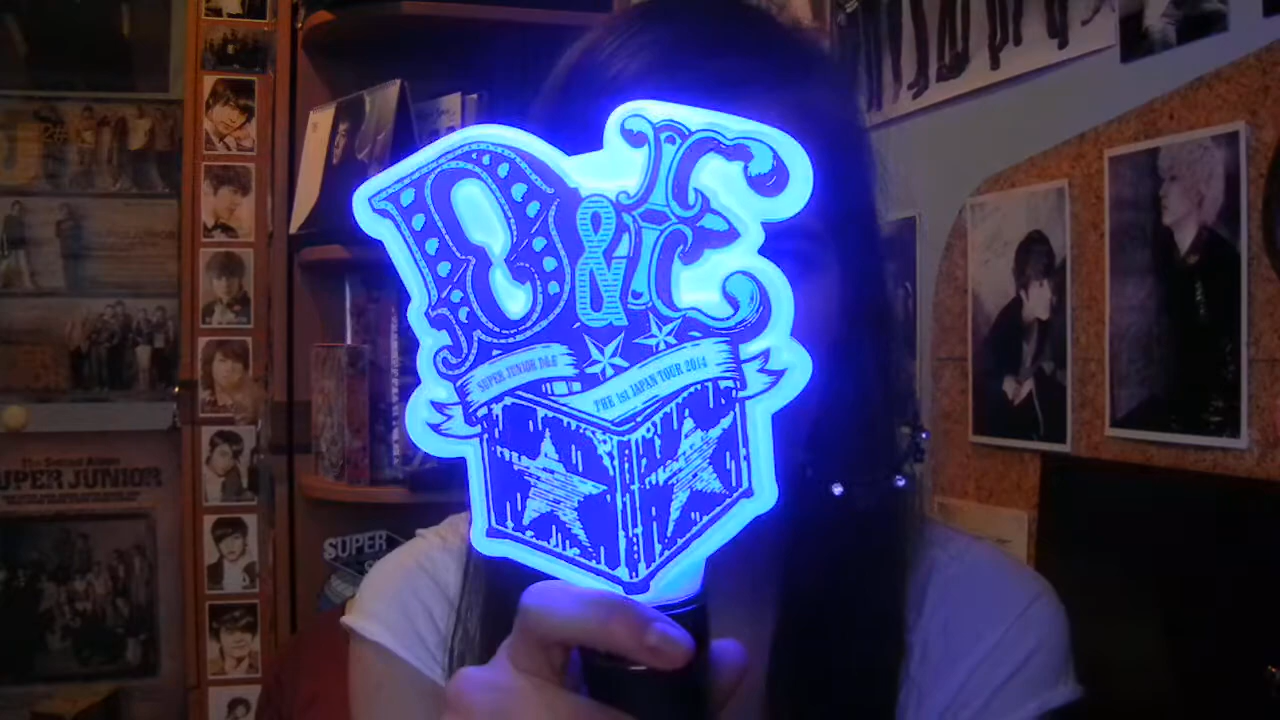 D&E
SUPER JUNIOR D&E
THE 1st JAPAN TOUR 2014
SUPER JUNIOR
SUPER